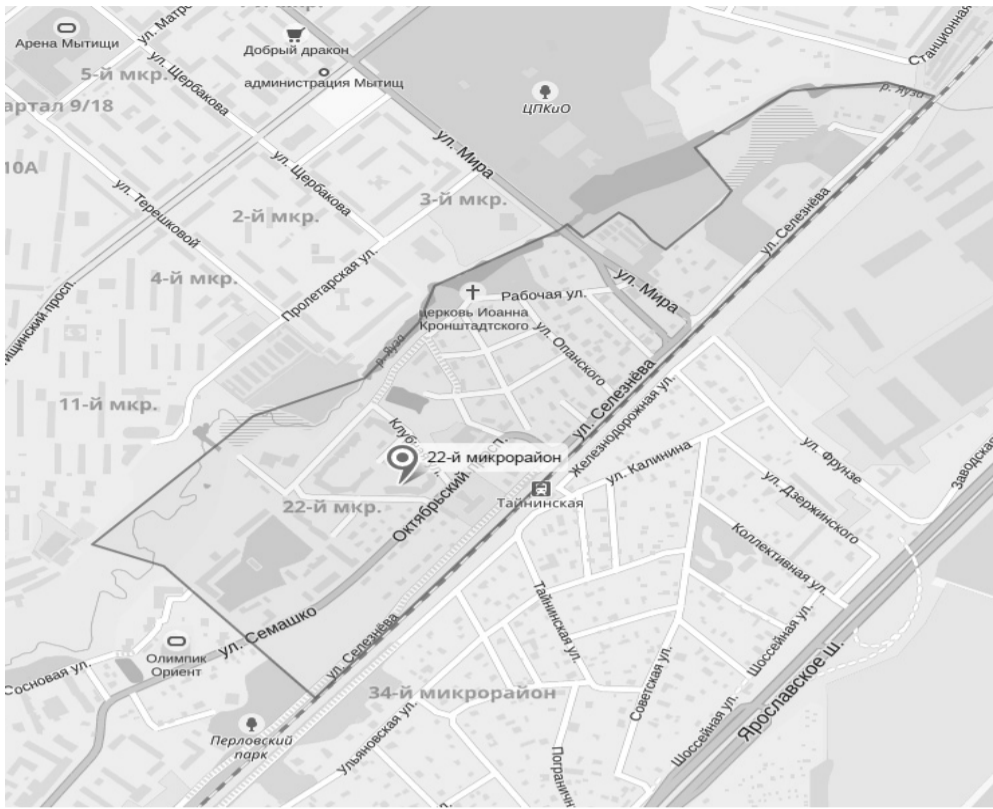 ул. Матр
Станционная
Арена Мытищи
Добрый дракон
5-й мкр.
ул. Щербакова
администрация Мытищ
р. Яуза
артал 9/18
ЦПКиО
10А
ул. Мира
ул. Щербакова
ул. Терешковой
3-й мкр.
2-й мкр.
ул. Селезнёва
4-й мкр.
Пролетарская ул.
ул. Мира
Рабочая ул.
церковь Иоанна
Кронштадтского
ищинский просп.
р. Яуза
ул. Опанского
11-й мкр.
ул. Селезнёва
Железнодорожная ул.
Клуб
22-й микрорайон
ул. Калинина
ул. Фрунзе
Заводская
ул. Дзержинского
22-й мкр.
Октябрьский просп.
Тайнинская
Коллективная ул.
Тайнинская ул.
ул. Семашко
ул. Селезнёва
Шоссейная ул.
Олимпик
Ориент
Сосновая ул.
34-й микрорайон
Советская ул.
Ярославское ш.
Шоссейная ул.
Перловский
парк
Ульяновская ул.
Погранич